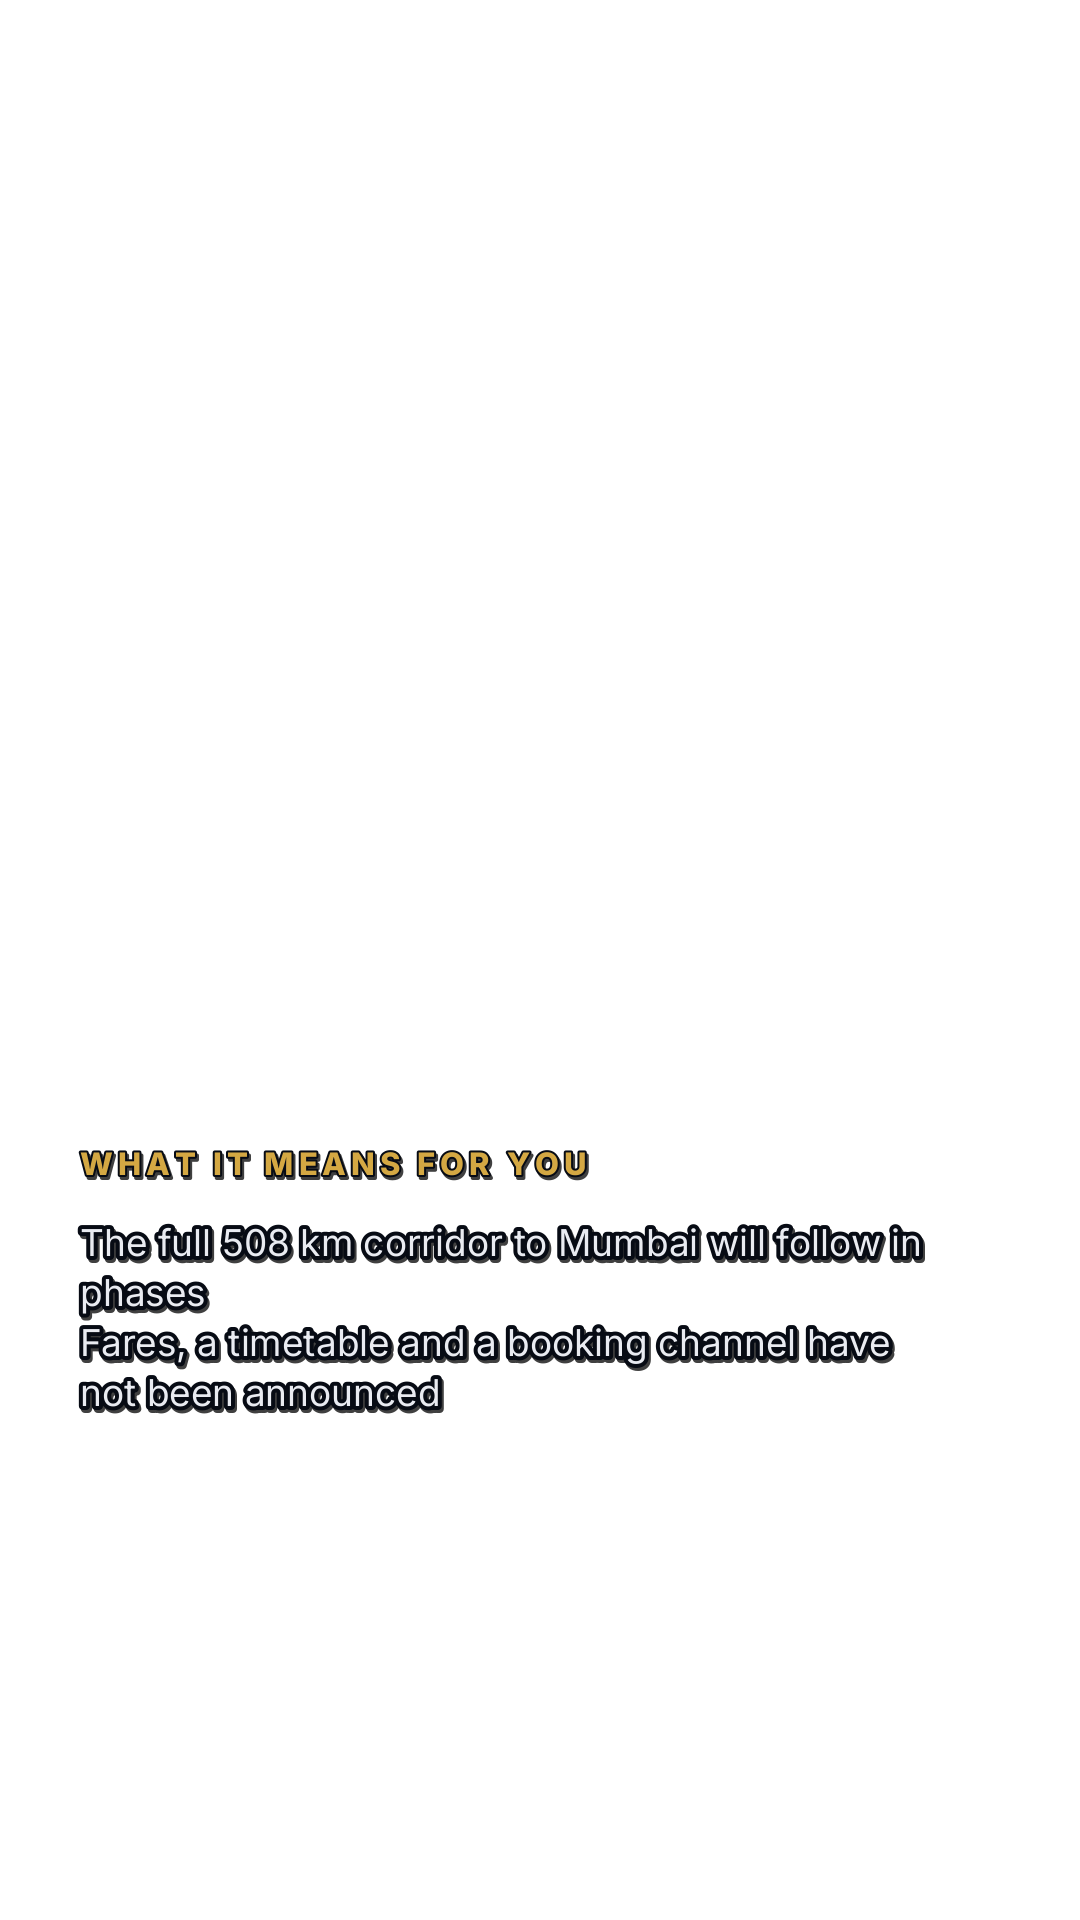 WHAT IT MEANS FOR YOU
The full 508 km corridor to Mumbai will follow in
phases
Fares, a timetable and a booking channel have
not been announced